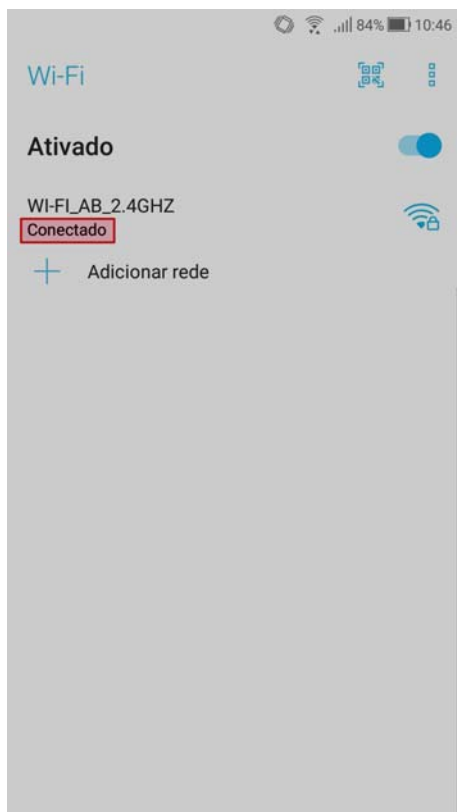 84% 10:46
Wi-Fi
Ativado
WI-FI_AB_2.4GHZ
Conectado
Adicionar rede